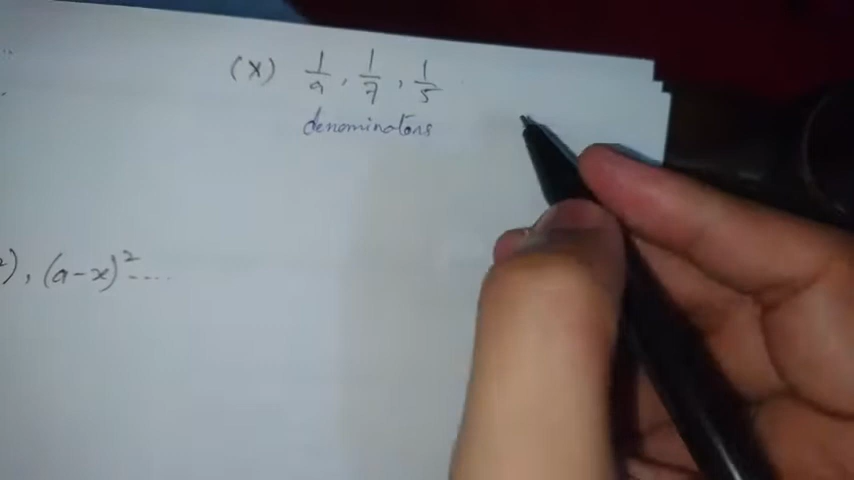 (x) 1/9, 1/7, 1/5
denominators
), (a-x)²....